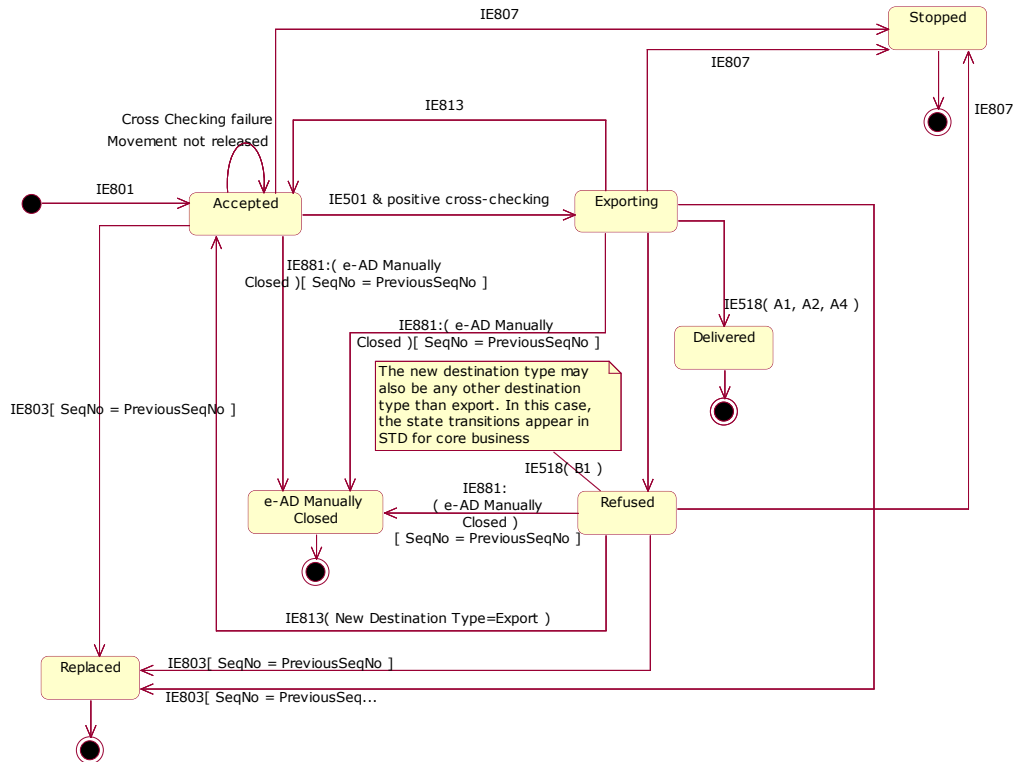 IE807
Stopped
IE807
IE813
IE807
Cross Checking failure
Movement not released
IE801
Accepted
IE501 & positive cross-checking
Exporting
IE881:( e-AD Manually
Closed )[ SeqNo = PreviousSeqNo ]
IE518( A1, A2, A4 )
IE881:( e-AD Manually
Closed )[ SeqNo = PreviousSeqNo ]
Delivered
The new destination type may
also be any other destination
type than export. In this case,
the state transitions appear in
STD for core business
IE803[ SeqNo = PreviousSeqNo ]
IE518( B1 )
IE881:
( e-AD Manually
Closed )
[ SeqNo = PreviousSeqNo ]
e-AD Manually
Closed
Refused
IE813( New Destination Type=Export )
Replaced
IE803[ SeqNo = PreviousSeqNo ]
IE803[ SeqNo = PreviousSeq...